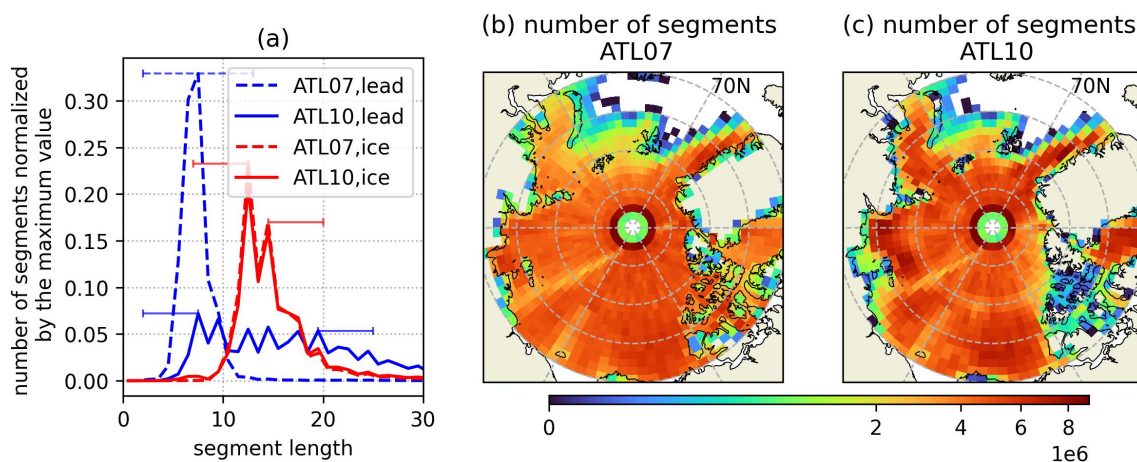 (a)
number of segments normalized
by the maximum value
0.30
0.25
0.20
0.15
0.10
0.05
0.00
ATL07,lead
ATL10,lead
ATL07,ice
ATL10,ice
0 10 20 30
segment length
(b) number of segments
ATL07
70N
(c) number of segments
ATL10
70N
0 2 4 6 8
1e6